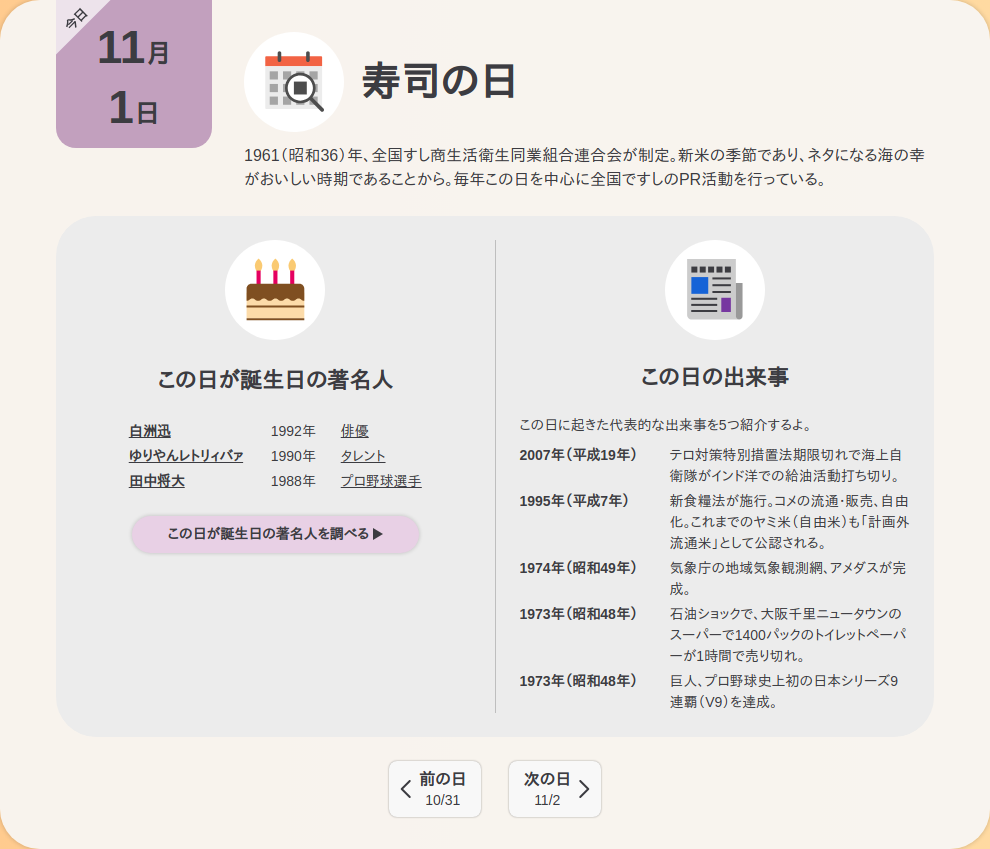 今日
11月
1日
寿司の日
1961（昭和36）年、全国すし商生活衛生同業組合連合会が制定。新米の季節であり、ネタになる海の幸
がおいしい時期であることから。毎年この日を中心に全国ですしのPR活動を行っている。
この日が誕生日の著名人
白洲迅 1992年 俳優
ゆりやんレトリィバァ 1990年 タレント
田中将大 1988年 プロ野球選手
この日が誕生日の著名人を調べる▶
この日の出来事
この日に起きた代表的な出来事を5つ紹介するよ。
2007年（平成19年） テロ対策特別措置法期限切れで海上自
衛隊がインド洋での給油活動打ち切り。
1995年（平成7年） 新食糧法が施行。コメの流通・販売、自由
化。これまでのヤミ米（自由米）も「計画外
流通米」として公認される。
1974年（昭和49年） 気象庁の地域気象観測網、アメダスが完
成。
1973年（昭和48年） 石油ショックで、大阪千里ニュータウンの
スーパーで1400パックのトイレットペーパ
ーが1時間で売り切れ。
1973年（昭和48年） 巨人、プロ野球史上初の日本シリーズ9
連覇（V9）を達成。
前の日
10/31
次の日
11/2